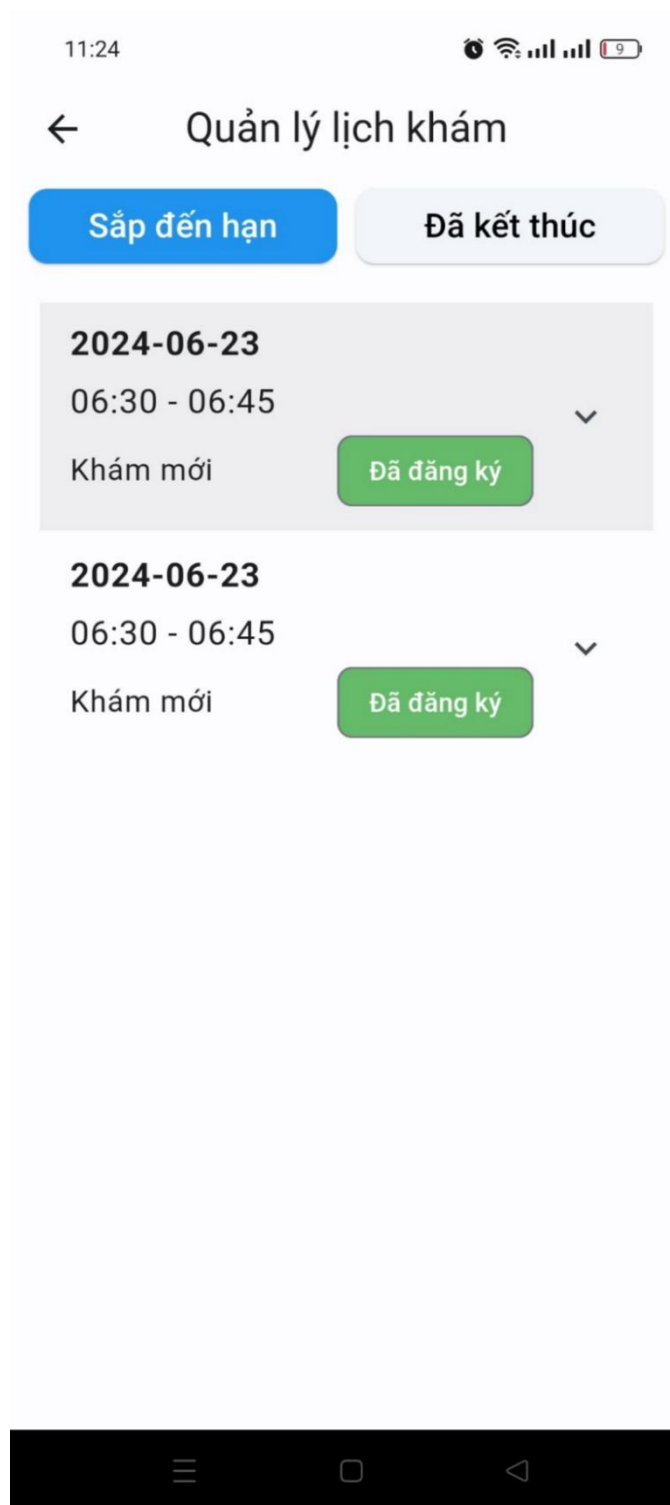 11:24
9
Quản lý lịch khám
Sắp đến hạn
Đã kết thúc
2024-06-23
06:30 - 06:45
Khám mới
Đã đăng ký
2024-06-23
06:30 - 06:45
Khám mới
Đã đăng ký